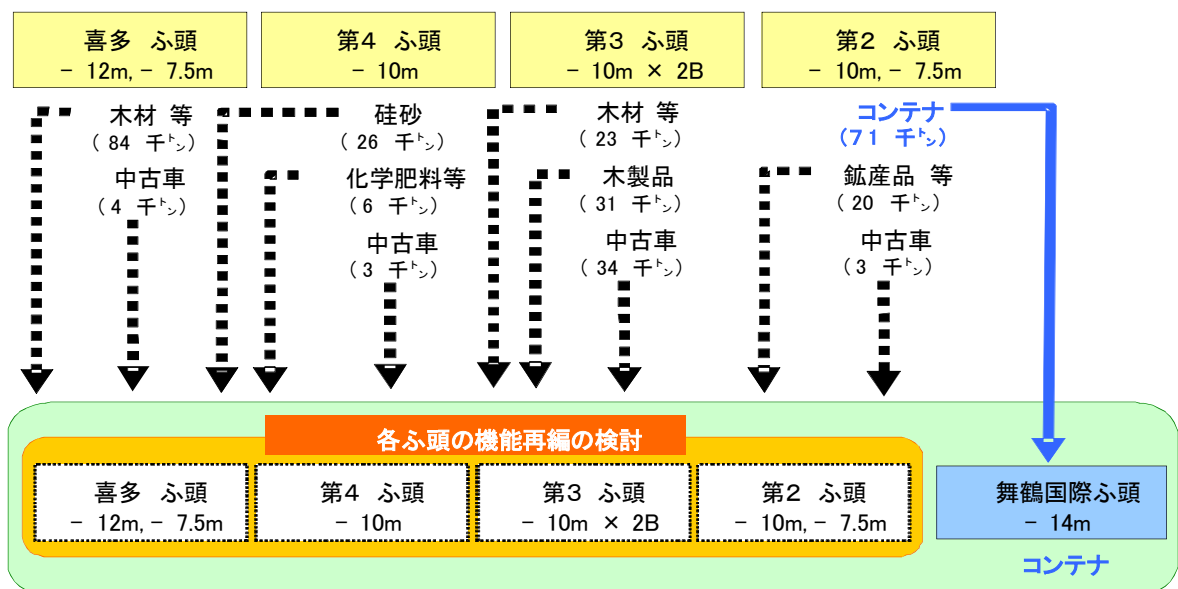 喜多 ふ頭
− 12m, − 7.5m
第4 ふ頭
− 10m
第3 ふ頭
− 10m × 2B
第2 ふ頭
− 10m, − 7.5m
木材 等
( 84 千㌧)
中古車
( 4 千㌧)
硅砂
( 26 千㌧)
化学肥料等
( 6 千㌧)
中古車
( 3 千㌧)
木材 等
( 23 千㌧)
木製品
( 31 千㌧)
中古車
( 34 千㌧)
コンテナ
(71 千㌧)
鉱産品 等
( 20 千㌧)
中古車
( 3 千㌧)
各ふ頭の機能再編の検討
喜多 ふ頭
− 12m, − 7.5m
第4 ふ頭
− 10m
第3 ふ頭
− 10m × 2B
第2 ふ頭
− 10m, − 7.5m
舞鶴国際ふ頭
− 14m
コンテナ